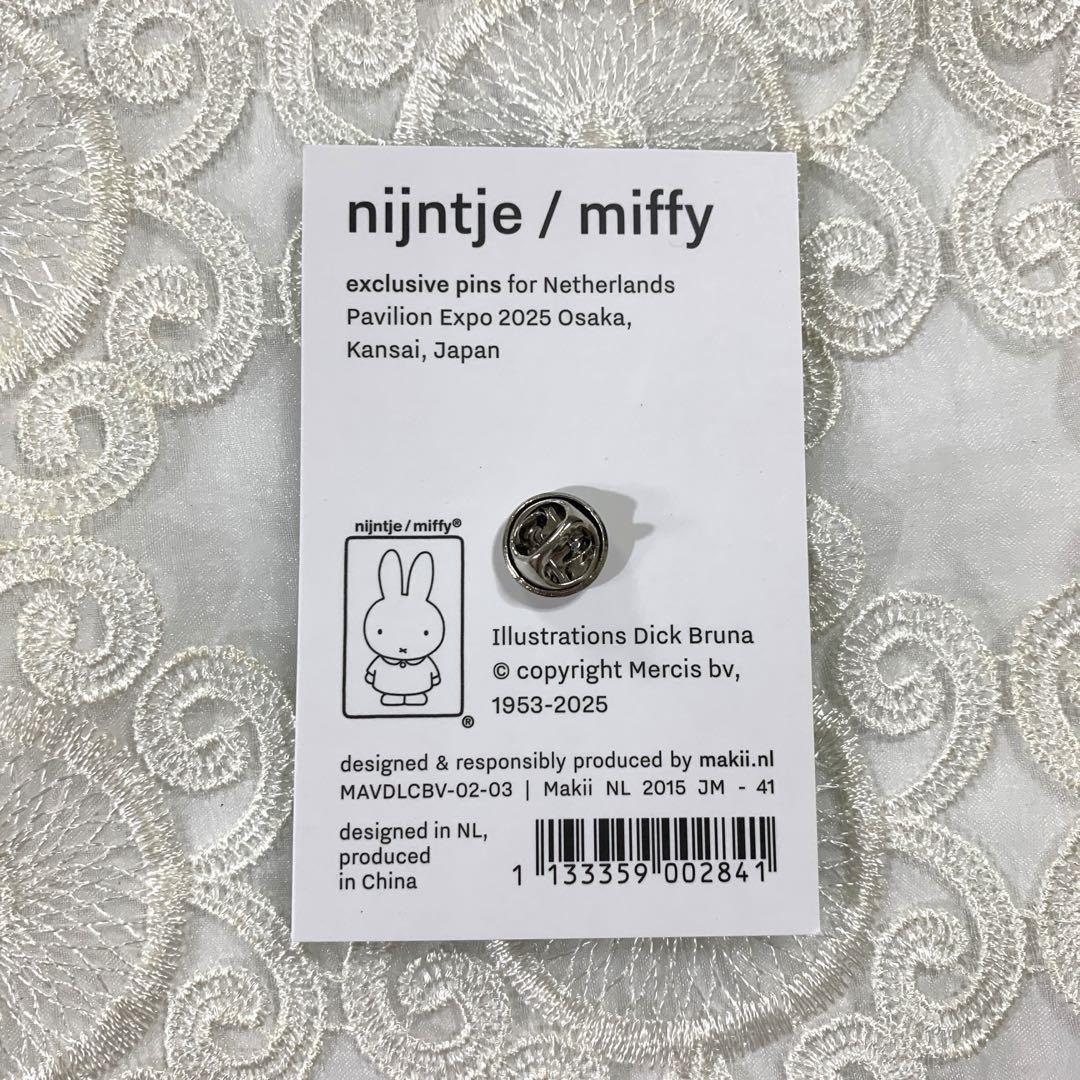 nijntje / miffy
exclusive pins for Netherlands
Pavilion Expo 2025 Osaka,
Kansai, Japan
nijntje / miffy®
®
Illustrations Dick Bruna
© copyright Mercis bv,
1953-2025
designed & responsibly produced by makii.nl
MAVDLCBV-02-03 | Makii NL 2015 JM - 41
designed in NL,
produced
in China
1 133359 002841